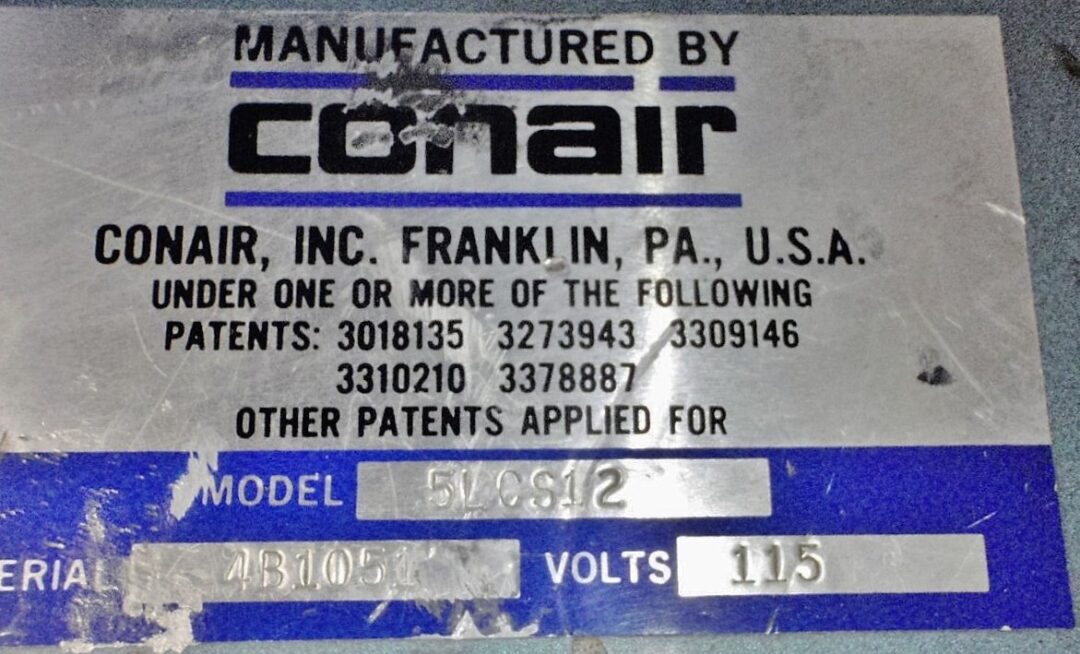 MANUFACTURED BY
conair
CONAIR, INC. FRANKLIN, PA., U.S.A.
UNDER ONE OR MORE OF THE FOLLOWING
PATENTS: 3018135 3273943 3309146
3310210 3378887
OTHER PATENTS APPLIED FOR
MODEL 5LCS12
ERIAL 4B1051 VOLTS 115